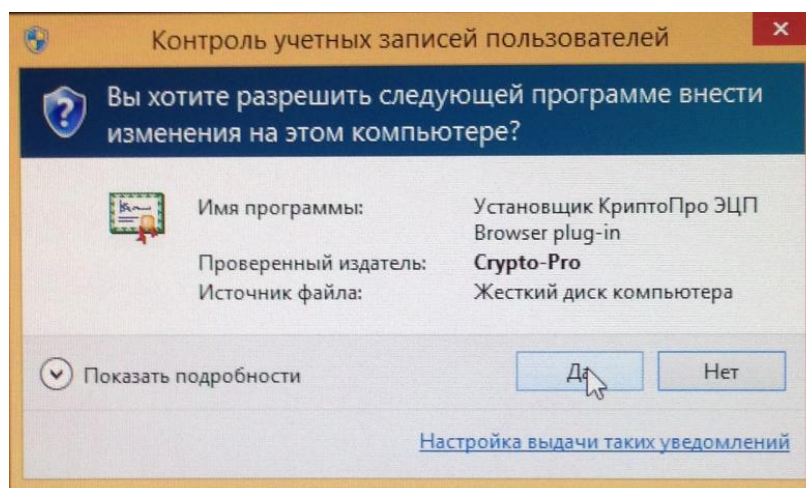 Контроль учетных записей пользователей
Вы хотите разрешить следующей программе внести
изменения на этом компьютере?
Имя программы: Установщик КриптоПро ЭЦП
Browser plug-in
Проверенный издатель: Crypto-Pro
Источник файла: Жесткий диск компьютера
Показать подробности
Да
Нет
Настройка выдачи таких уведомлений